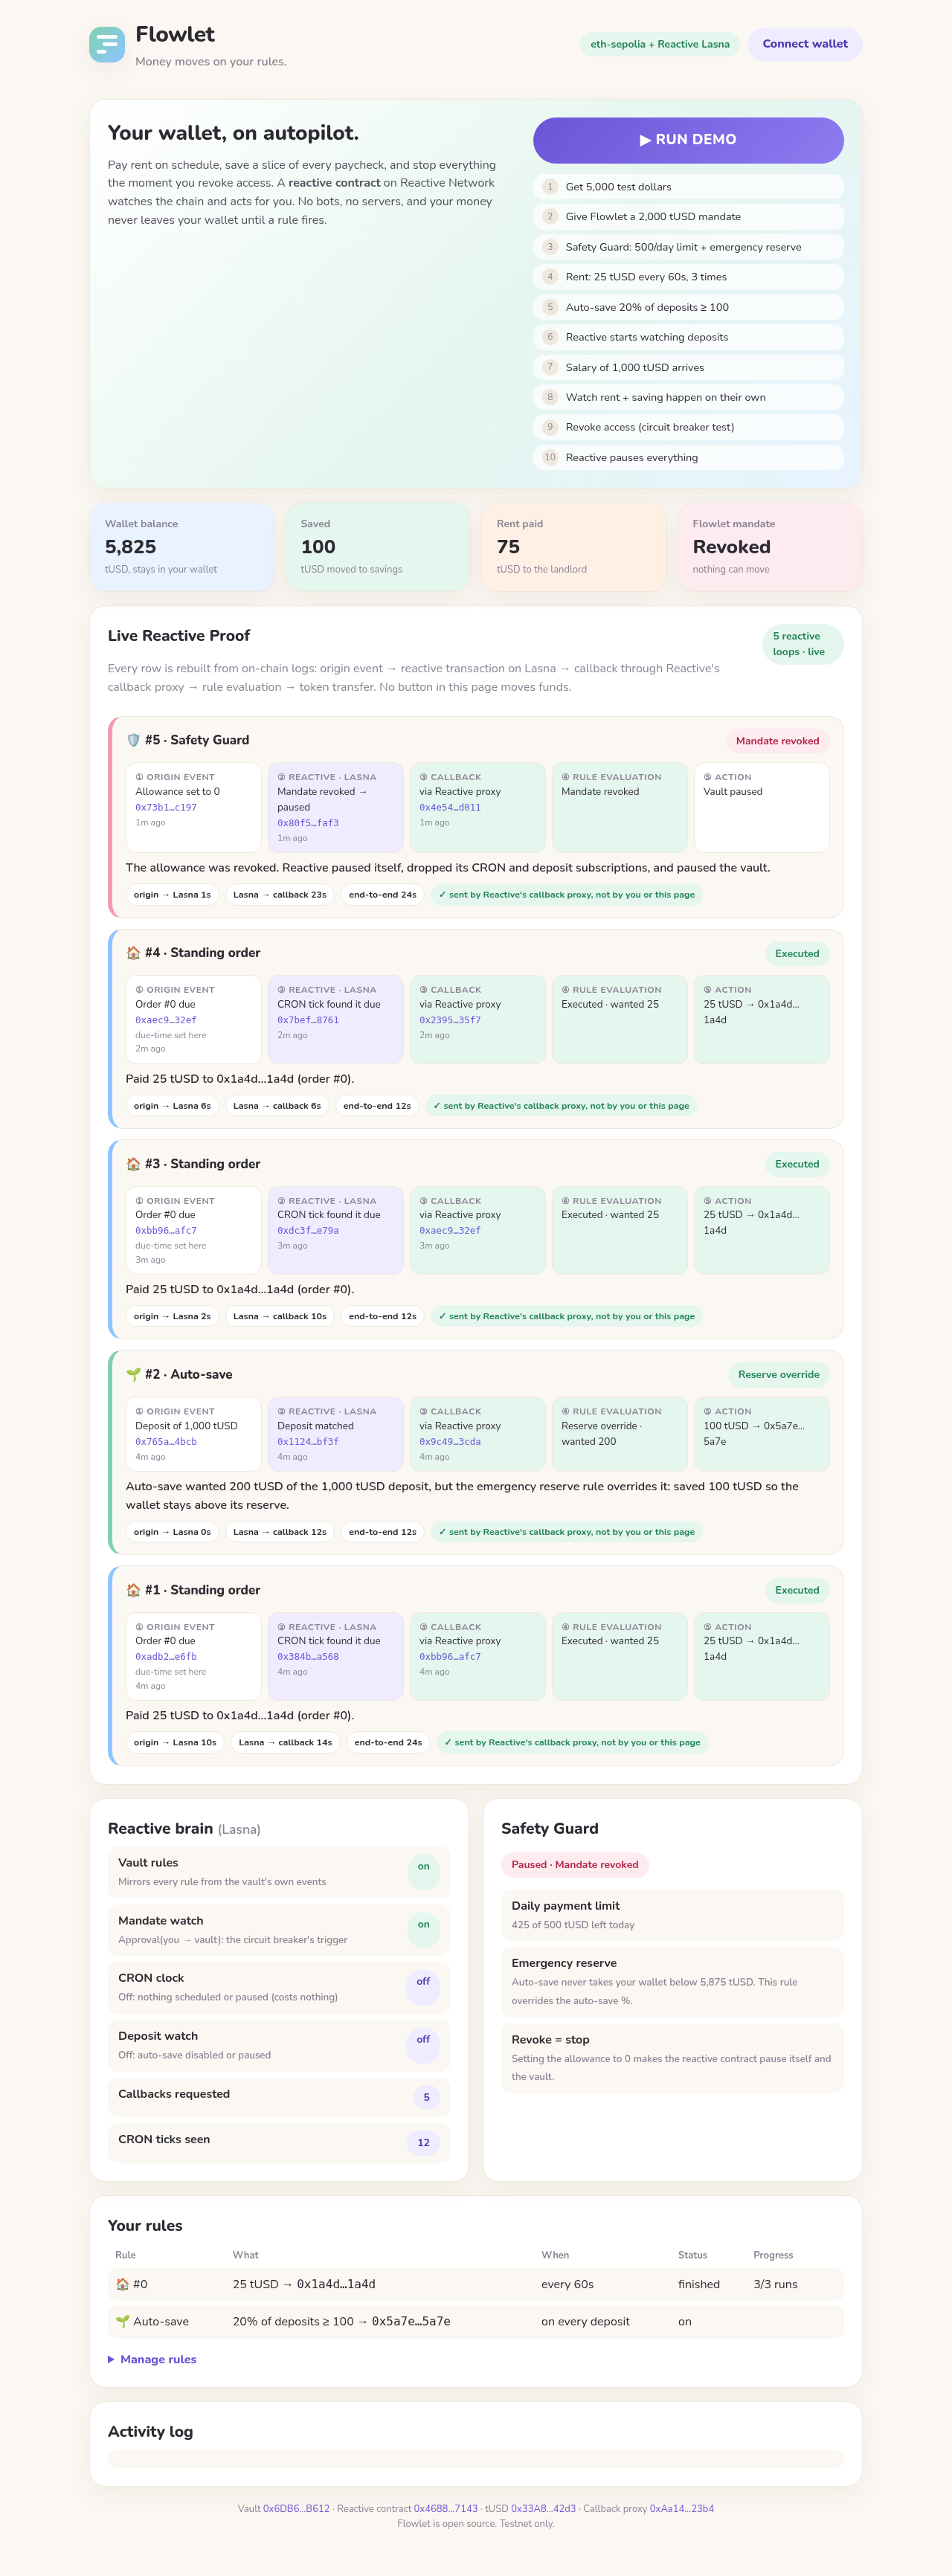 Flowlet
Money moves on your rules.
eth-sepolia + Reactive Lasna
Connect wallet
Your wallet, on autopilot.
Pay rent on schedule, save a slice of every paycheck, and stop everything
the moment you revoke access. A reactive contract on Reactive Network
watches the chain and acts for you. No bots, no servers, and your money
never leaves your wallet until a rule fires.
▶ RUN DEMO
1 Get 5,000 test dollars
2 Give Flowlet a 2,000 tUSD mandate
3 Safety Guard: 500/day limit + emergency reserve
4 Rent: 25 tUSD every 60s, 3 times
5 Auto-save 20% of deposits ≥ 100
6 Reactive starts watching deposits
7 Salary of 1,000 tUSD arrives
8 Watch rent + saving happen on their own
9 Revoke access (circuit breaker test)
10 Reactive pauses everything
Wallet balance
5,825
tUSD, stays in your wallet
Saved
100
tUSD moved to savings
Rent paid
75
tUSD to the landlord
Flowlet mandate
Revoked
nothing can move
Live Reactive Proof
5 reactive
loops · live
Every row is rebuilt from on-chain logs: origin event → reactive transaction on Lasna → callback through Reactive's
callback proxy → rule evaluation → token transfer. No button in this page moves funds.
🛡️ #5 · Safety Guard
Mandate revoked
① ORIGIN EVENT
Allowance set to 0
0x73b1…c197
1m ago
② REACTIVE · LASNA
Mandate revoked →
paused
0x80f5…faf3
1m ago
③ CALLBACK
via Reactive proxy
0x4e54…d011
1m ago
④ RULE EVALUATION
Mandate revoked
⑤ ACTION
Vault paused
The allowance was revoked. Reactive paused itself, dropped its CRON and deposit subscriptions, and paused the vault.
origin → Lasna 1s
Lasna → callback 23s
end-to-end 24s
✓ sent by Reactive's callback proxy, not by you or this page
🏠 #4 · Standing order
Executed
① ORIGIN EVENT
Order #0 due
0xaec9…32ef
due-time set here
2m ago
② REACTIVE · LASNA
CRON tick found it due
0x7bef…8761
2m ago
③ CALLBACK
via Reactive proxy
0x2395…35f7
2m ago
④ RULE EVALUATION
Executed · wanted 25
⑤ ACTION
25 tUSD → 0x1a4d…
1a4d
Paid 25 tUSD to 0x1a4d…1a4d (order #0).
origin → Lasna 6s
Lasna → callback 6s
end-to-end 12s
✓ sent by Reactive's callback proxy, not by you or this page
🏠 #3 · Standing order
Executed
① ORIGIN EVENT
Order #0 due
0xbb96…afc7
due-time set here
3m ago
② REACTIVE · LASNA
CRON tick found it due
0xdc3f…e79a
3m ago
③ CALLBACK
via Reactive proxy
0xaec9…32ef
3m ago
④ RULE EVALUATION
Executed · wanted 25
⑤ ACTION
25 tUSD → 0x1a4d…
1a4d
Paid 25 tUSD to 0x1a4d…1a4d (order #0).
origin → Lasna 2s
Lasna → callback 10s
end-to-end 12s
✓ sent by Reactive's callback proxy, not by you or this page
🌱 #2 · Auto-save
Reserve override
① ORIGIN EVENT
Deposit of 1,000 tUSD
0x765a…4bcb
4m ago
② REACTIVE · LASNA
Deposit matched
0x1124…bf3f
4m ago
③ CALLBACK
via Reactive proxy
0x9c49…3cda
4m ago
④ RULE EVALUATION
Reserve override ·
wanted 200
⑤ ACTION
100 tUSD → 0x5a7e…
5a7e
Auto-save wanted 200 tUSD of the 1,000 tUSD deposit, but the emergency reserve rule overrides it: saved 100 tUSD so the
wallet stays above its reserve.
origin → Lasna 0s
Lasna → callback 12s
end-to-end 12s
✓ sent by Reactive's callback proxy, not by you or this page
🏠 #1 · Standing order
Executed
① ORIGIN EVENT
Order #0 due
0xadb2…e6fb
due-time set here
4m ago
② REACTIVE · LASNA
CRON tick found it due
0x384b…a568
4m ago
③ CALLBACK
via Reactive proxy
0xbb96…afc7
4m ago
④ RULE EVALUATION
Executed · wanted 25
⑤ ACTION
25 tUSD → 0x1a4d…
1a4d
Paid 25 tUSD to 0x1a4d…1a4d (order #0).
origin → Lasna 10s
Lasna → callback 14s
end-to-end 24s
✓ sent by Reactive's callback proxy, not by you or this page
Reactive brain (Lasna)
Vault rules
Mirrors every rule from the vault's own events
on
Mandate watch
Approval(you → vault): the circuit breaker's trigger
on
CRON clock
Off: nothing scheduled or paused (costs nothing)
off
Deposit watch
Off: auto-save disabled or paused
off
Callbacks requested
5
CRON ticks seen
12
Safety Guard
Paused · Mandate revoked
Daily payment limit
425 of 500 tUSD left today
Emergency reserve
Auto-save never takes your wallet below 5,875 tUSD. This rule
overrides the auto-save %.
Revoke = stop
Setting the allowance to 0 makes the reactive contract pause itself and
the vault.
Your rules
Rule What When Status Progress
🏠 #0 25 tUSD → 0x1a4d…1a4d every 60s finished 3/3 runs
🌱 Auto-save 20% of deposits ≥ 100 → 0x5a7e…5a7e on every deposit on
▶ Manage rules
Activity log
Vault 0x6DB6…B612 · Reactive contract 0x4688…7143 · tUSD 0x33A8…42d3 · Callback proxy 0xAa14…23b4
Flowlet is open source. Testnet only.